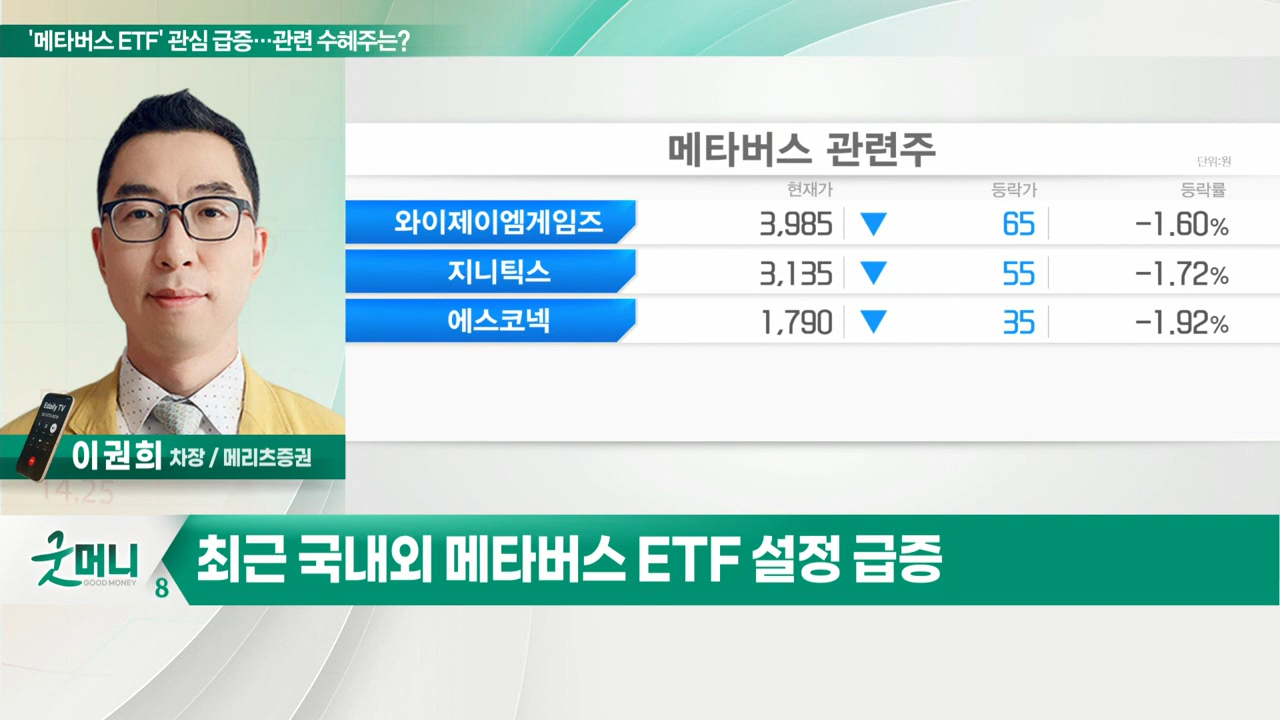 '메타버스 ETF' 관심 급증…관련 수혜주는?
메타버스 관련주
단위:원
현재가 등락가 등락률
와이제이엠게임즈 3,985 ▼ 65 -1.60%
지니틱스 3,135 ▼ 55 -1.72%
에스코넥 1,790 ▼ 35 -1.92%
Edaily TV
이권희 차장 / 메리츠증권
14.25
굿머니
GOOD MONEY
8
최근 국내외 메타버스 ETF 설정 급증